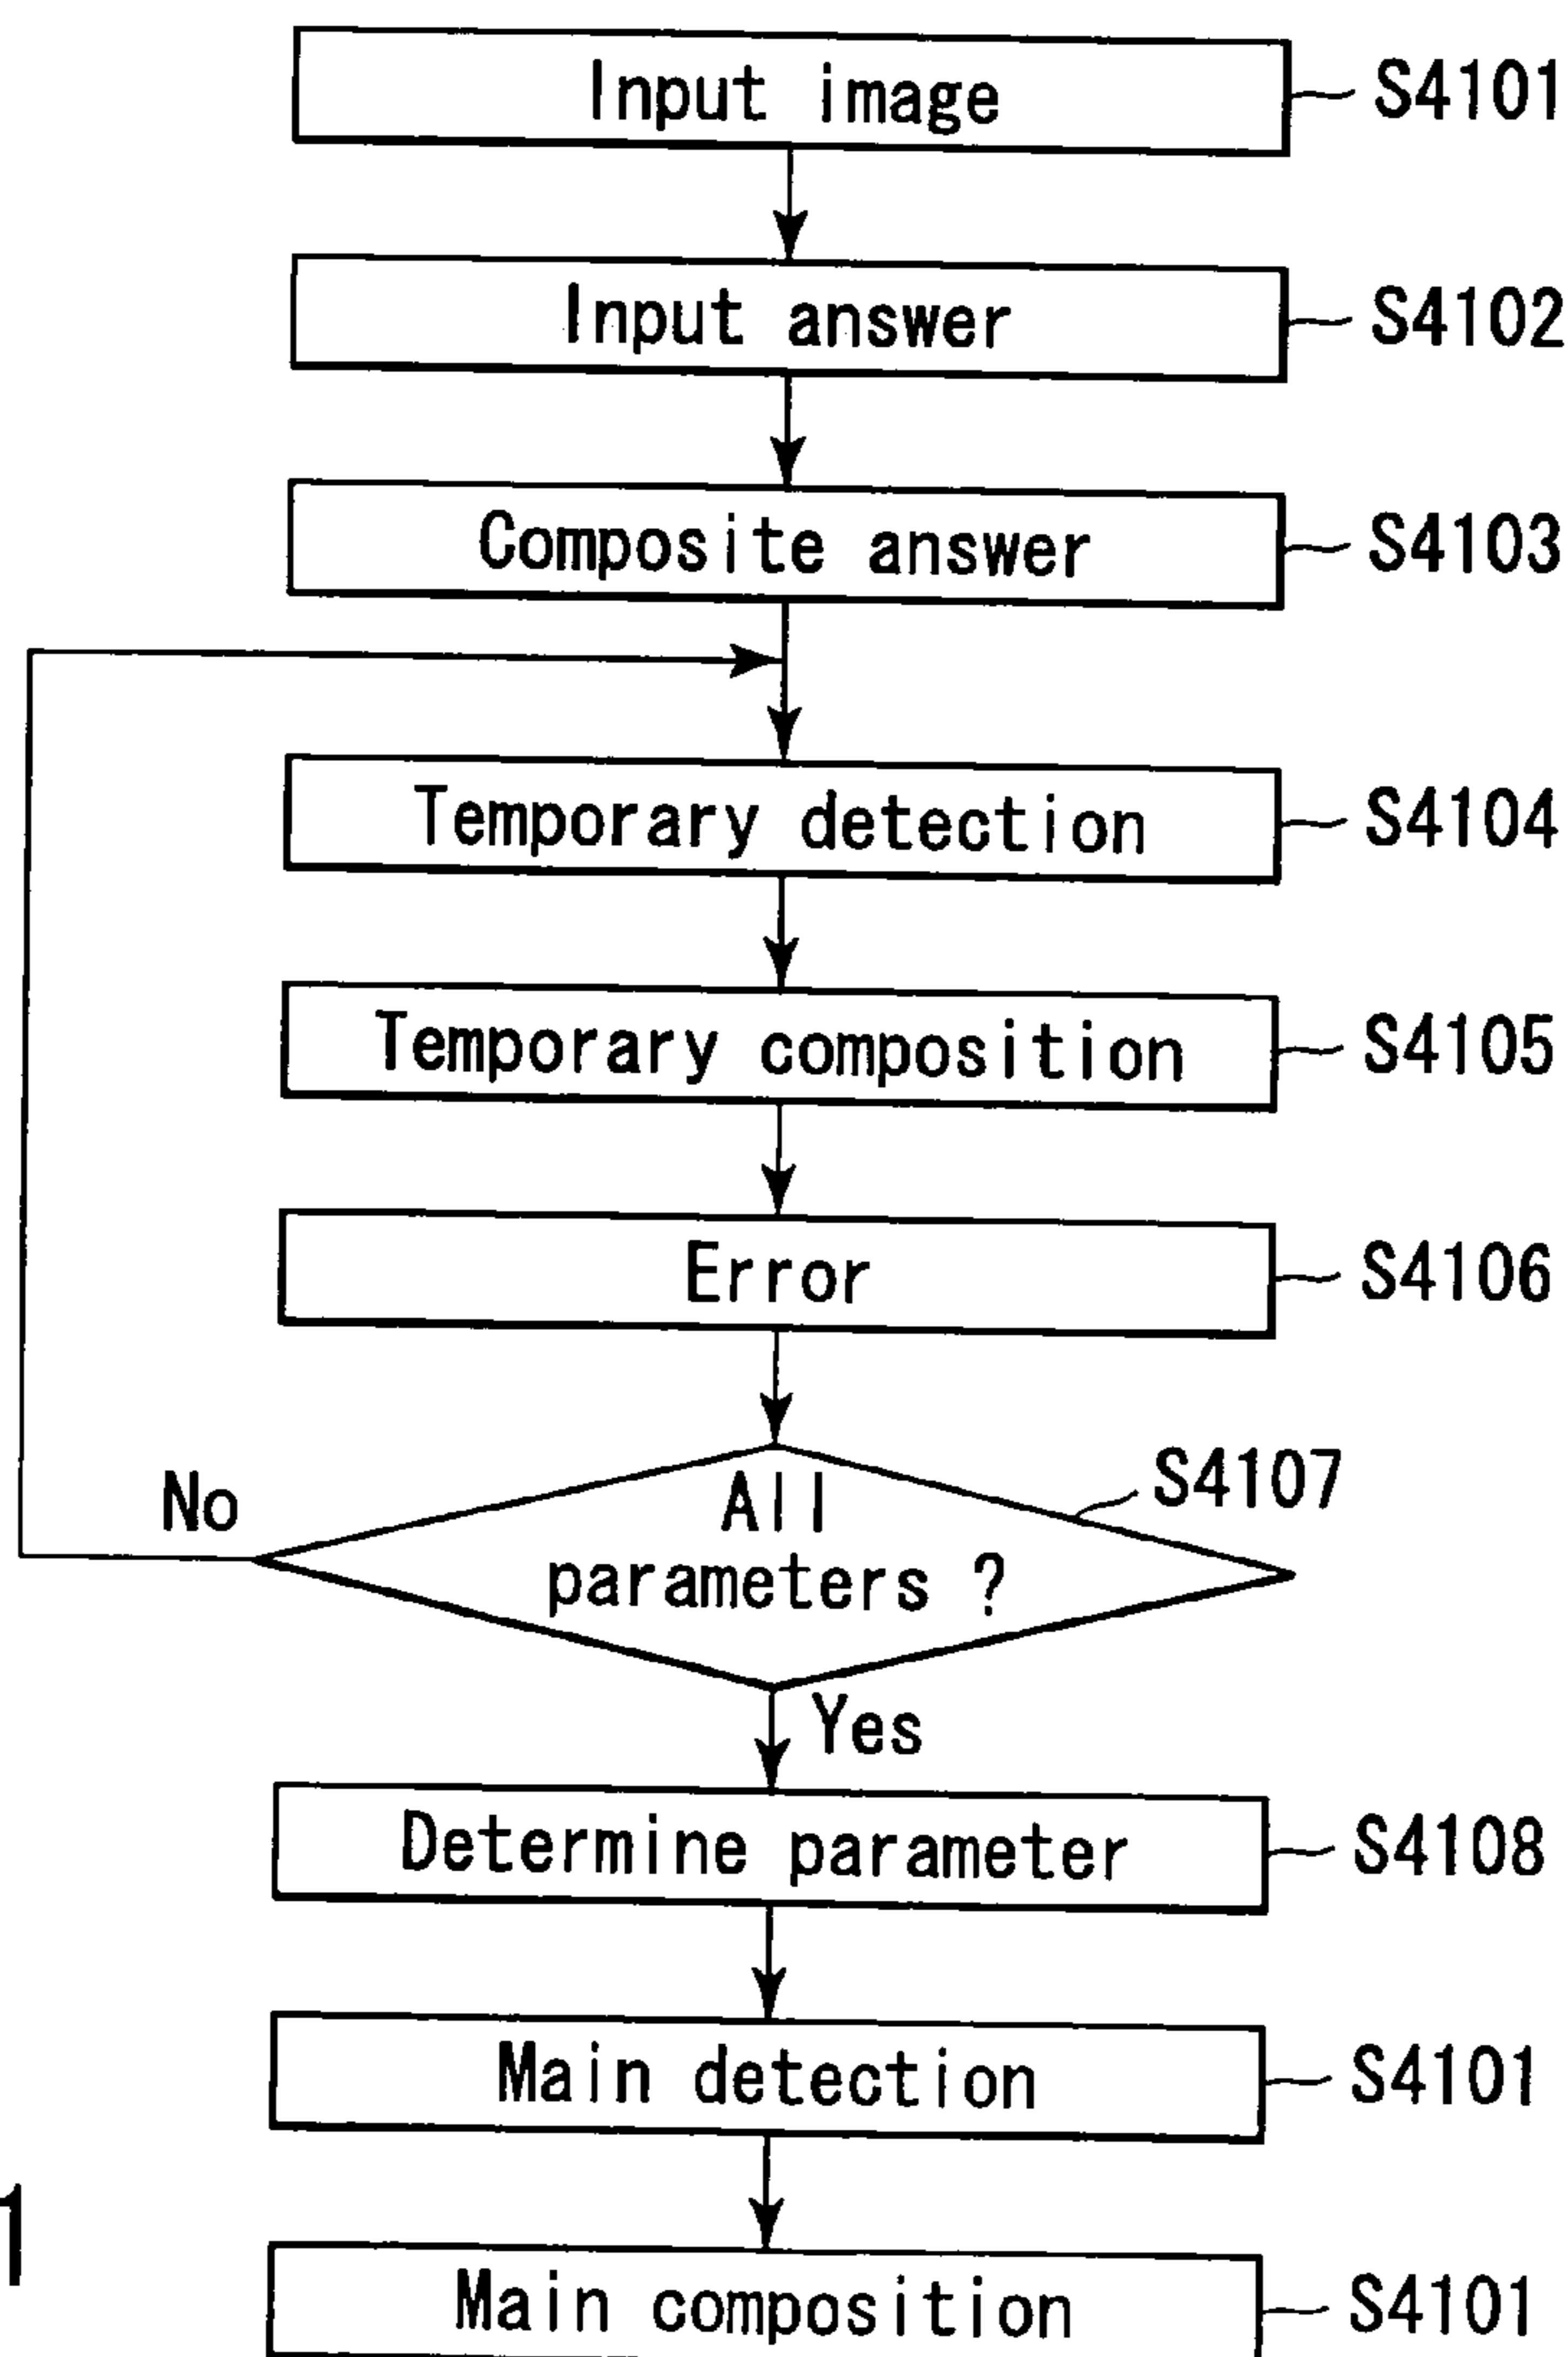 Input image S4101
Input answer S4102
Composite answer S4103
Temporary detection S4104
Temporary composition S4105
Error S4106
No All S4107
parameters ?
Yes
Determine parameter S4108
Main detection S4101
1
Main composition S4101